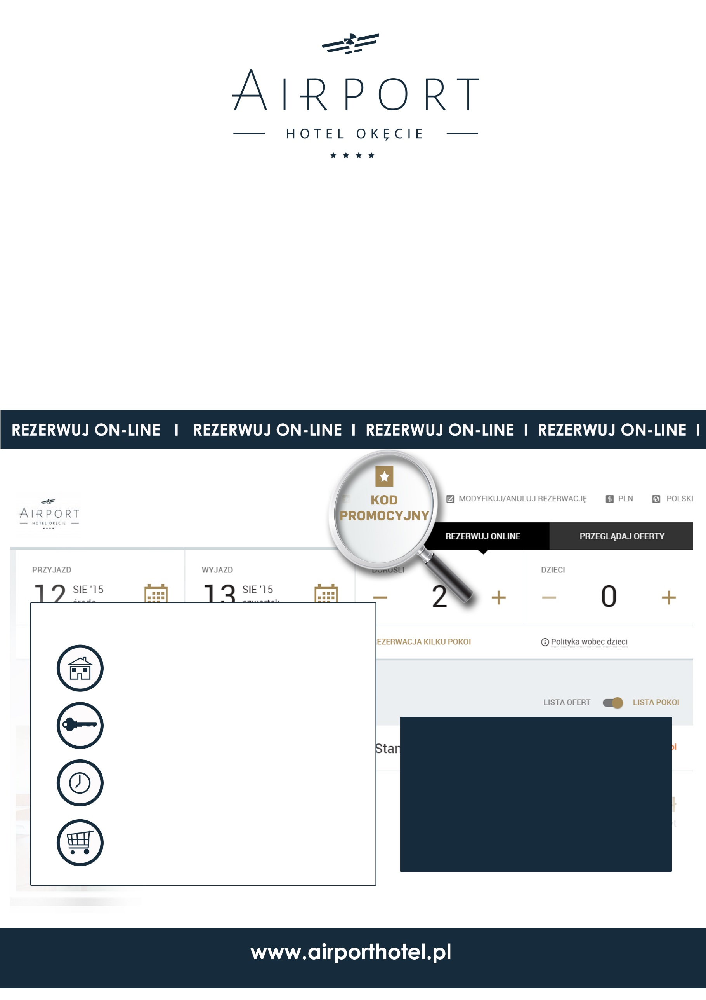 AIRPORT
HOTEL OKĘCIE
REZERWUJ ON-LINE I REZERWUJ ON-LINE I REZERWUJ ON-LINE I REZERWUJ ON-LINE I
KOD
PROMOCYJNY
MODYFIKUJ/ANULUJ REZERWACJĘ PLN POLSKI
AIRPORT
HOTEL OKĘCIE
REZERWUJ ONLINE PRZEGLĄDAJ OFERTY
PRZYJAZD WYJAZD DOROŚLI DZIECI
12 SIE '15 13 SIE '15 2 0
środa czwartek
EZERWACJA KILKU POKOI Polityka wobec dzieci
LISTA OFERT LISTA POKOI
Stan
www.airporthotel.pl